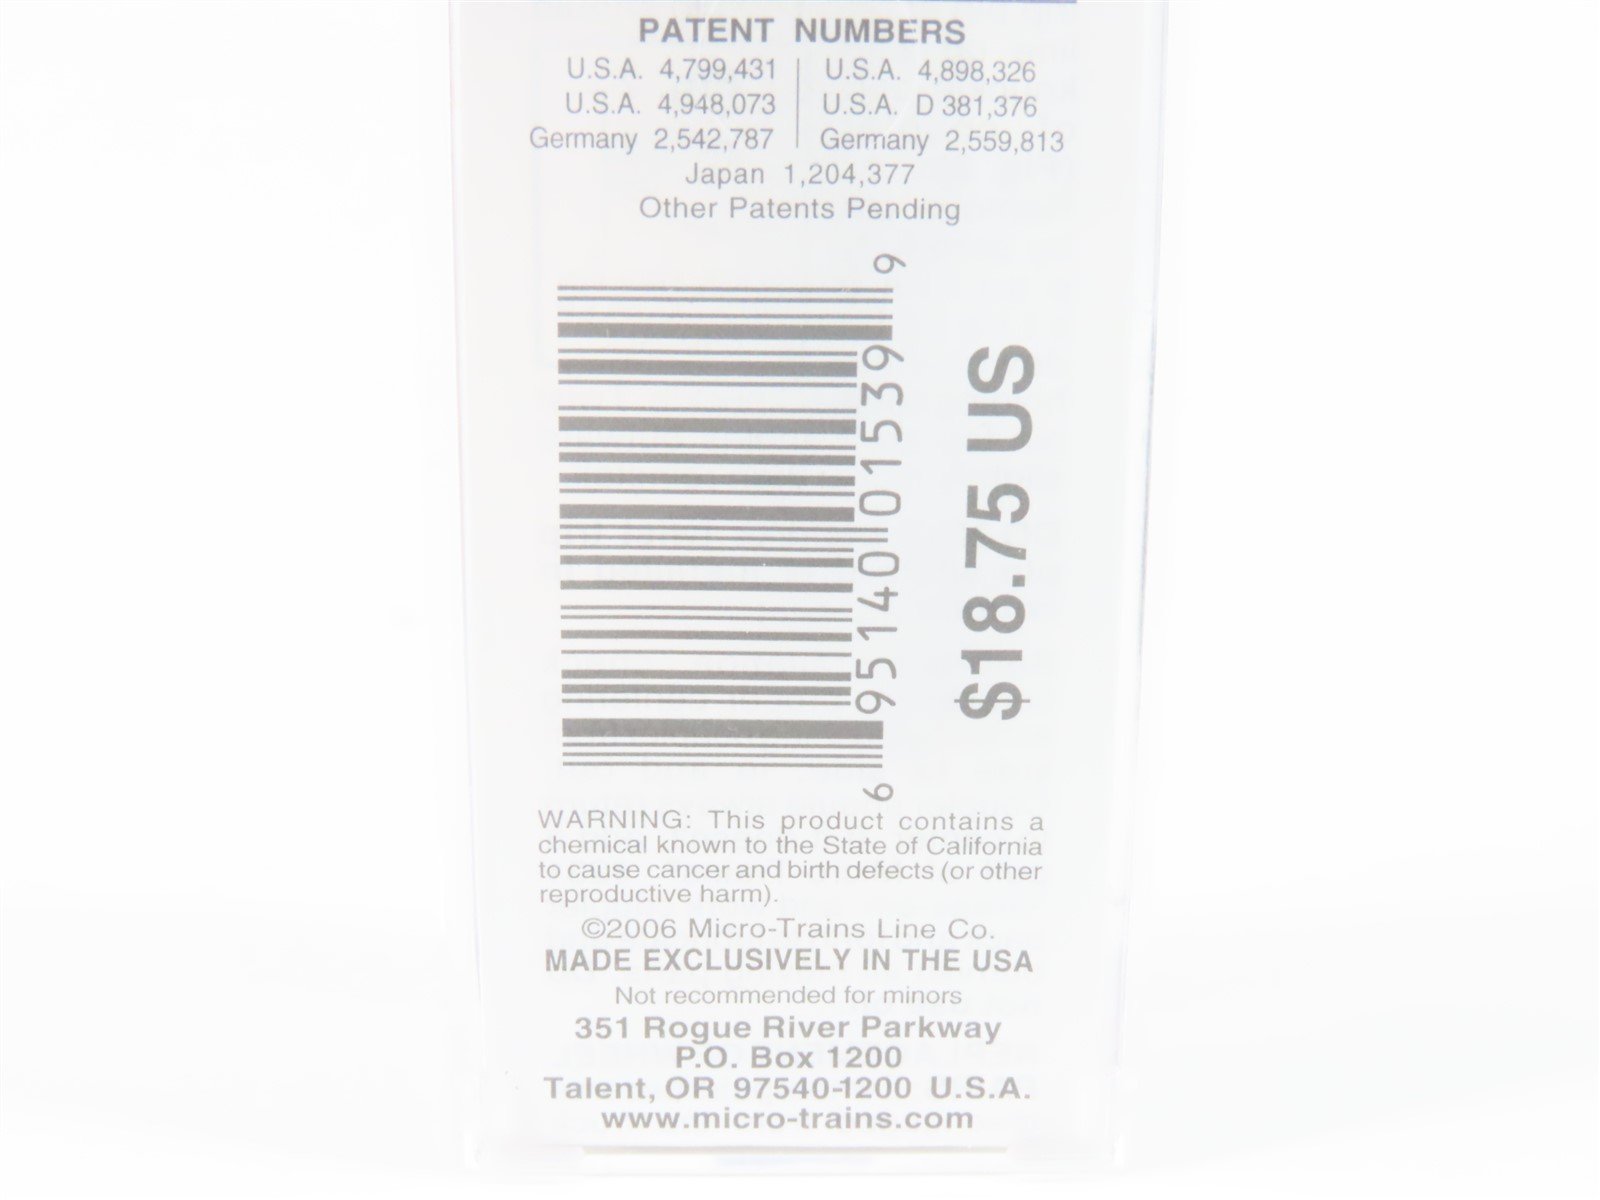 PATENT NUMBERS
U.S.A. 4,799,431 | U.S.A. 4,898,326
U.S.A. 4,948,073 | U.S.A. D 381,376
Germany 2,542,787 | Germany 2,559,813
Japan 1,204,377
Other Patents Pending
6 95140 01539 9
$18.75 US
WARNING: This product contains a
chemical known to the State of California
to cause cancer and birth defects (or other
reproductive harm).
©2006 Micro-Trains Line Co.
MADE EXCLUSIVELY IN THE USA
Not recommended for minors
351 Rogue River Parkway
P.O. Box 1200
Talent, OR 97540-1200 U.S.A.
www.micro-trains.com